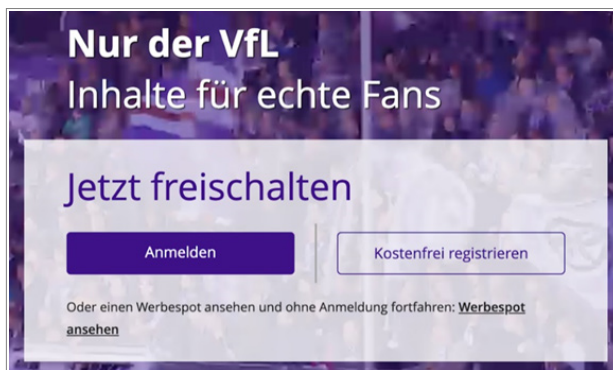 Nur der VfL
Inhalte für echte Fans
Jetzt freischalten
Anmelden
Kostenfrei registrieren
Oder einen Werbespot ansehen und ohne Anmeldung fortfahren: Werbespot
ansehen